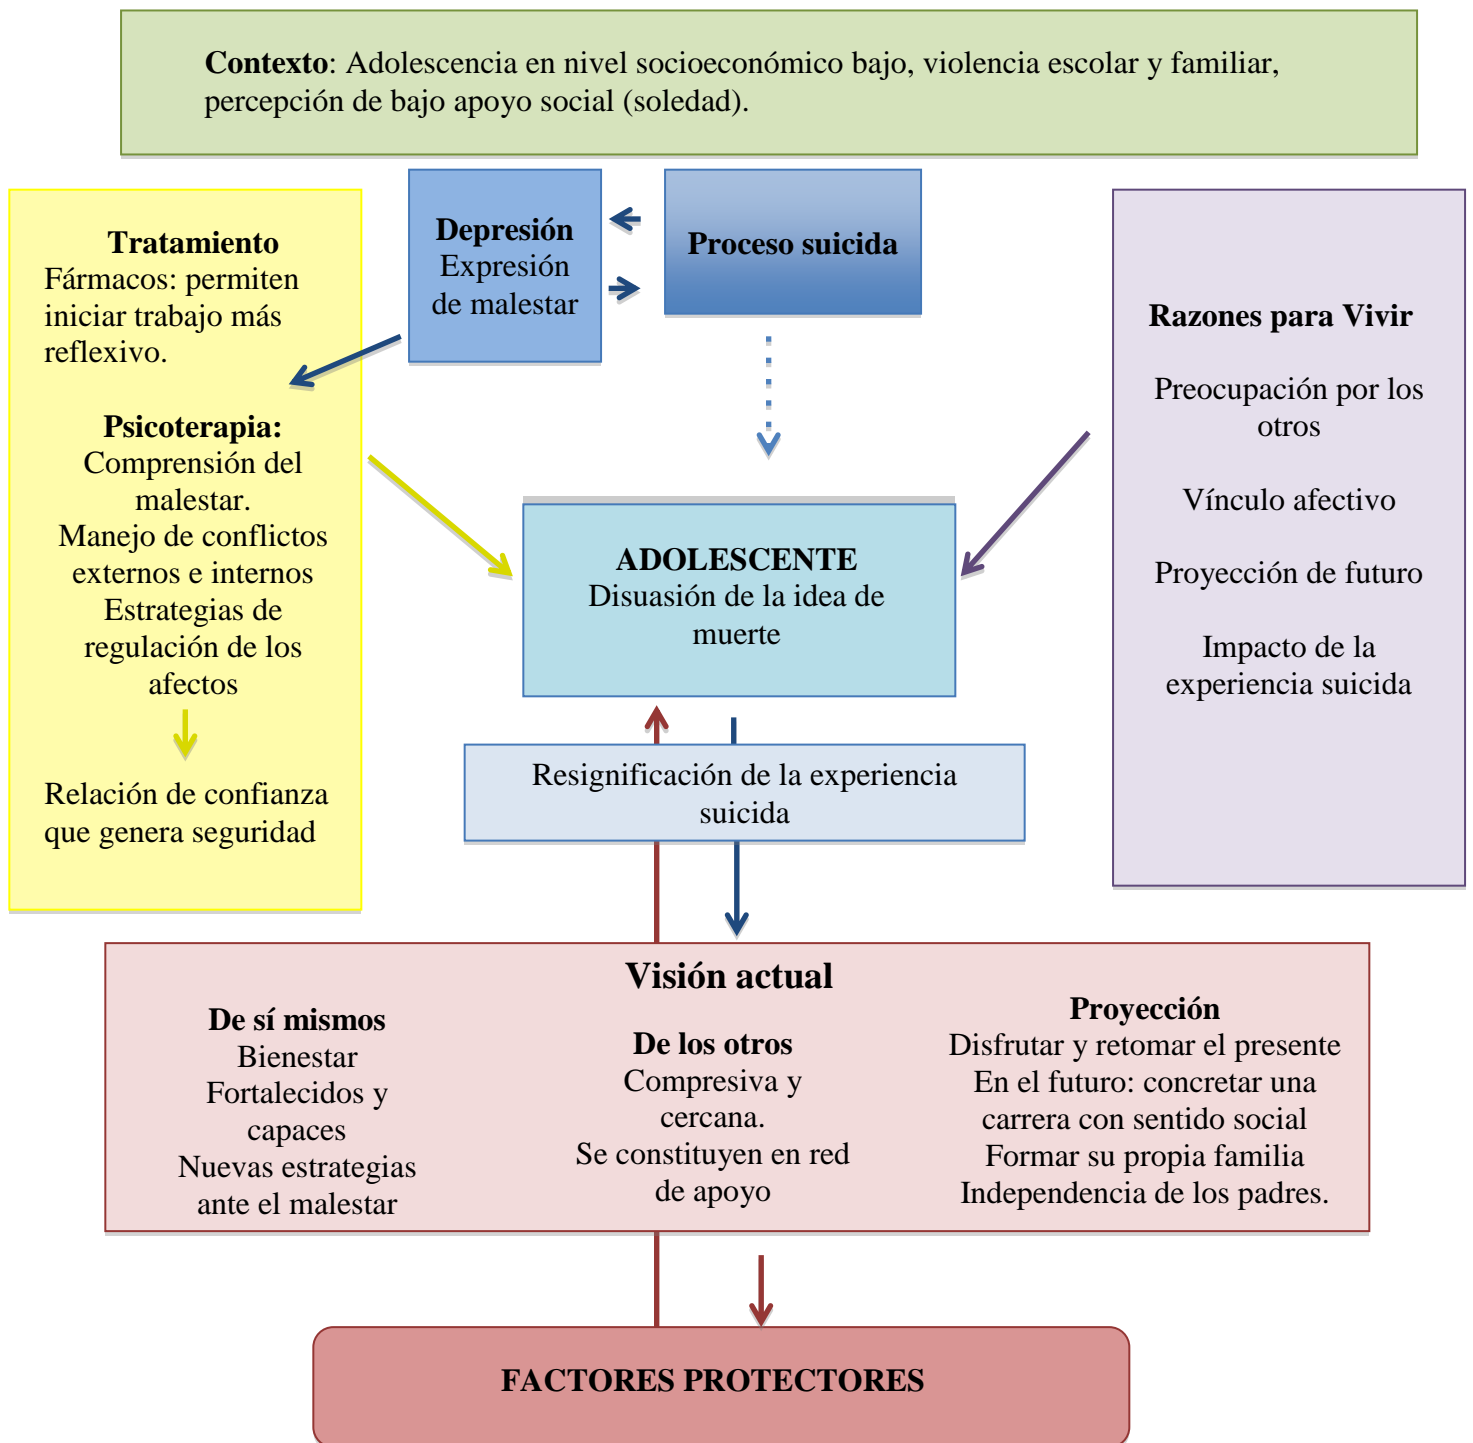 Contexto: Adolescencia en nivel socioeconómico bajo, violencia escolar y familiar,
percepción de bajo apoyo social (soledad).
Tratamiento
Fármacos: permiten
iniciar trabajo más
reflexivo.
Psicoterapia:
Comprensión del
malestar.
Manejo de conflictos
externos e internos
Estrategias de
regulación de los
afectos
Relación de confianza
que genera seguridad
Depresión
Expresión
de malestar
Proceso suicida
Razones para Vivir
Preocupación por los
otros
Vínculo afectivo
Proyección de futuro
Impacto de la
experiencia suicida
ADOLESCENTE
Disuasión de la idea de
muerte
Resignificación de la experiencia
suicida
Visión actual
De sí mismos
Bienestar
Fortalecidos y
capaces
Nuevas estrategias
ante el malestar
De los otros
Compresiva y
cercana.
Se constituyen en red
de apoyo
Proyección
Disfrutar y retomar el presente
En el futuro: concretar una
carrera con sentido social
Formar su propia familia
Independencia de los padres.
FACTORES PROTECTORES